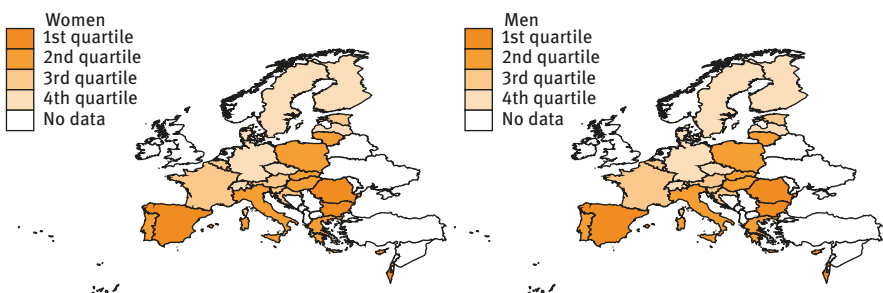 Women
1st quartile
2nd quartile
3rd quartile
4th quartile
No data
Men
1st quartile
2nd quartile
3rd quartile
4th quartile
No data